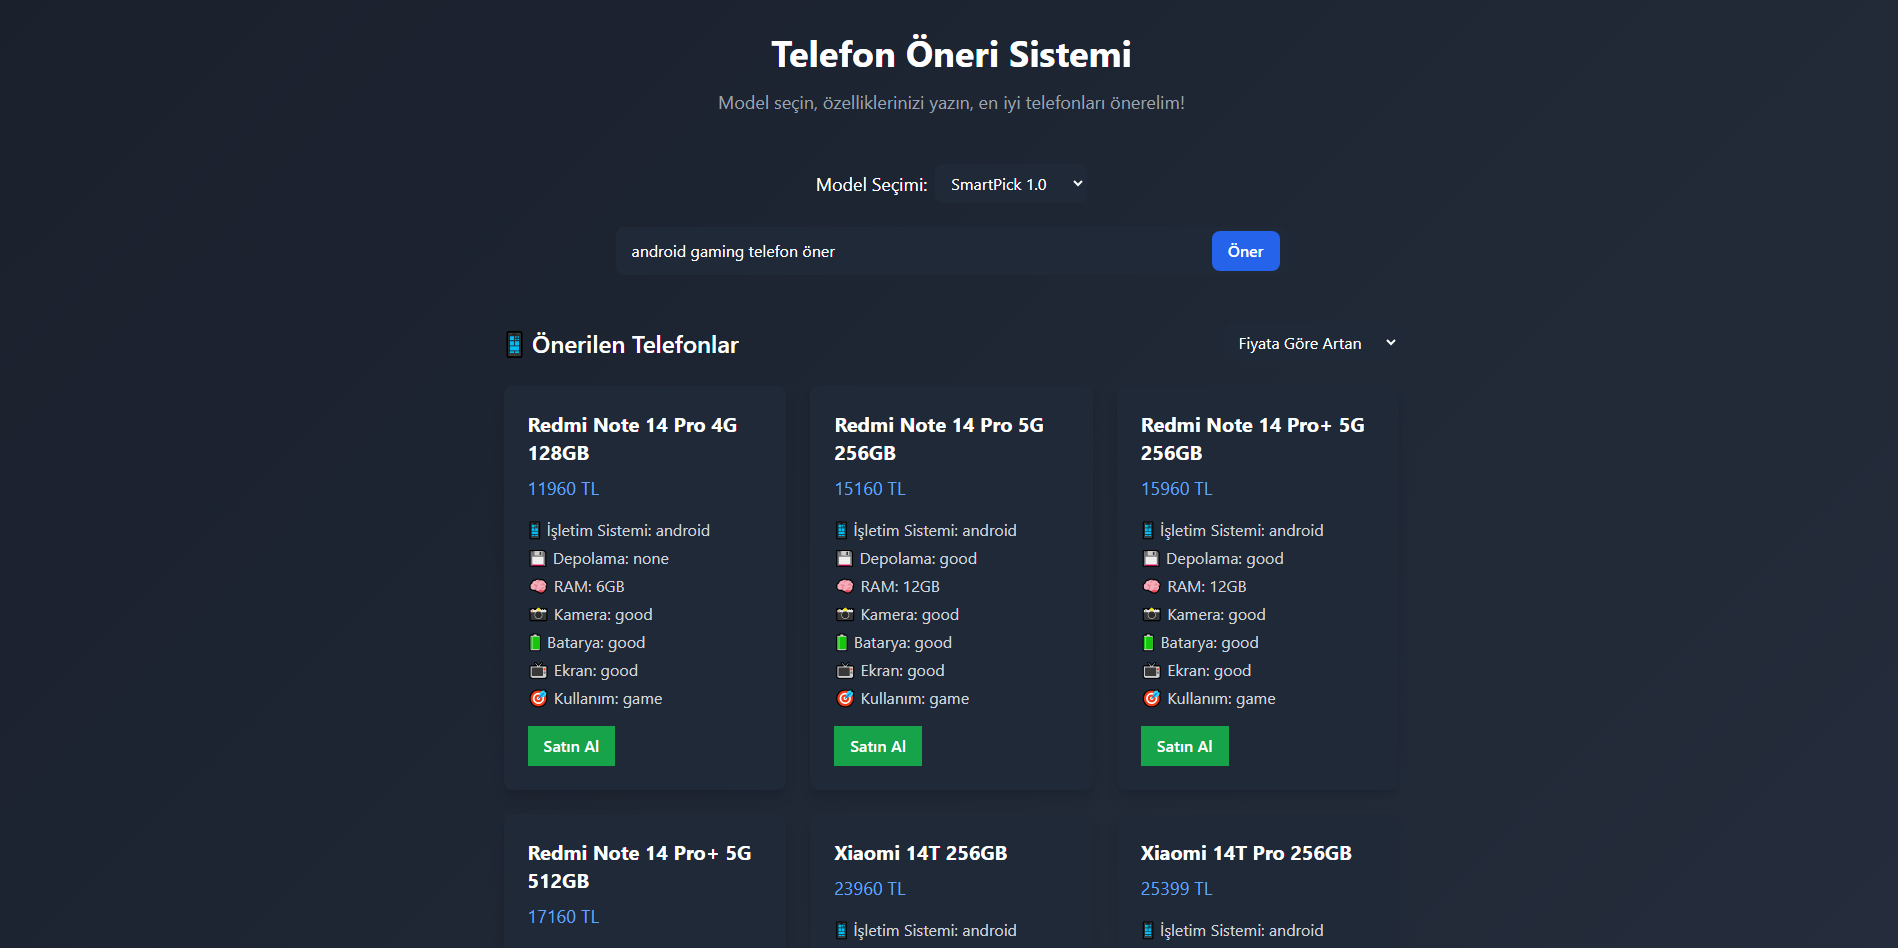 Telefon Öneri Sistemi
Model seçin, özelliklerinizi yazın, en iyi telefonları önerelim!
Model Seçimi: SmartPick 1.0
android gaming telefon öner
Öner
Önerilen Telefonlar
Fiyata Göre Artan
Redmi Note 14 Pro 4G
128GB
11960 TL
İşletim Sistemi: android
Depolama: none
RAM: 6GB
Kamera: good
Batarya: good
Ekran: good
Kullanım: game
Satın Al
Redmi Note 14 Pro 5G
256GB
15160 TL
İşletim Sistemi: android
Depolama: good
RAM: 12GB
Kamera: good
Batarya: good
Ekran: good
Kullanım: game
Satın Al
Redmi Note 14 Pro+ 5G
256GB
15960 TL
İşletim Sistemi: android
Depolama: good
RAM: 12GB
Kamera: good
Batarya: good
Ekran: good
Kullanım: game
Satın Al
Redmi Note 14 Pro+ 5G
512GB
17160 TL
Xiaomi 14T 256GB
23960 TL
İşletim Sistemi: android
Xiaomi 14T Pro 256GB
25399 TL
İşletim Sistemi: android